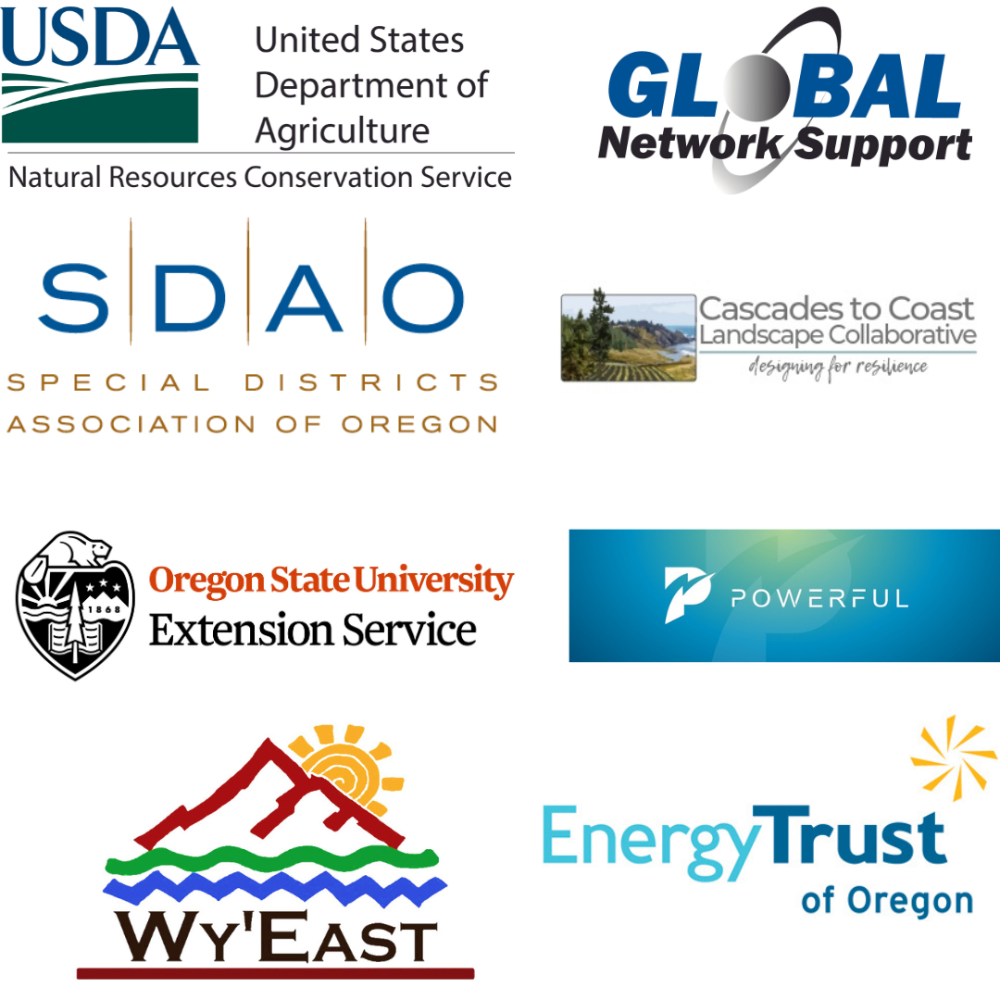 USDA
United States
Department of
Agriculture
Natural Resources Conservation Service
GLOBAL
Network Support
SDAO
SPECIAL DISTRICTS
ASSOCIATION OF OREGON
Cascades to Coast
Landscape Collaborative
designing for resilience
1868
Oregon State University
Extension Service
POWERFUL
WY'EAST
EnergyTrust
of Oregon